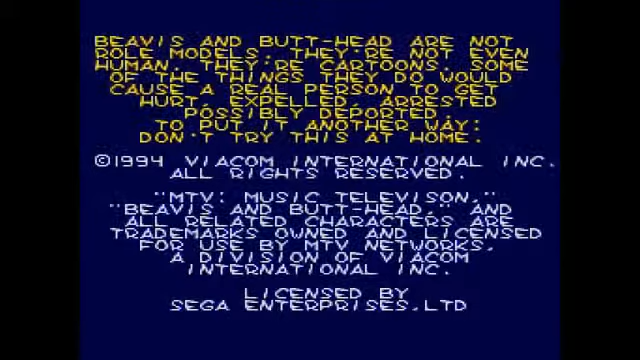 BEAVIS AND BUTT-HEAD ARE NOT
ROLE MODELS. THEY'RE NOT EVEN
HUMAN. THEY'RE CARTOONS. SOME
OF THE THINGS THEY DO WOULD
CAUSE A REAL PERSON TO GET
HURT, EXPELLED, ARRESTED
POSSIBLY DEPORTED.
TO PUT IT ANOTHER WAY:
DON'T TRY THIS AT HOME.
©1994 VIACOM INTERNATIONAL INC.
ALL RIGHTS RESERVED.
"MTV: MUSIC TELEVISON,"
"BEAVIS AND BUTT-HEAD," AND
ALL RELATED CHARACTERS ARE
TRADEMARKS OWNED AND LICENSED
FOR USE BY MTV NETWORKS,
A DIVISION OF VIACOM
INTERNATIONAL INC.
LICENSED BY
SEGA ENTERPRISES,LTD